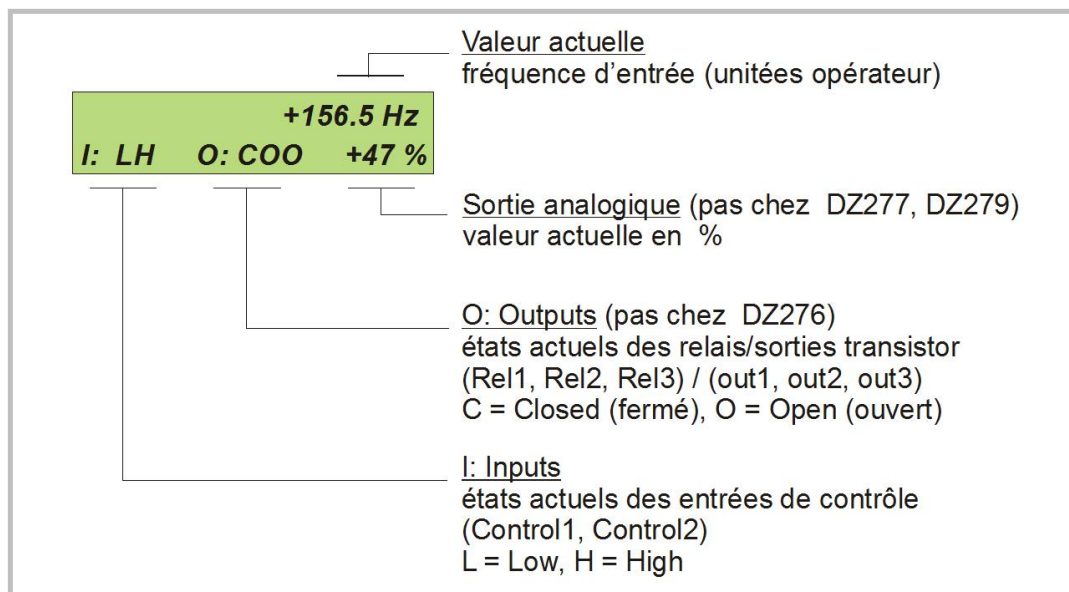 Valeur actuelle
fréquence d'entrée (unitées opérateur)
+156.5 Hz
I: LH O: COO +47 %
Sortie analogique (pas chez DZ277, DZ279)
valeur actuelle en %
O: Outputs (pas chez DZ276)
états actuels des relais/sorties transistor
(Rel1, Rel2, Rel3) / (out1, out2, out3)
C = Closed (fermé), O = Open (ouvert)
I: Inputs
états actuels des entrées de contrôle
(Control1, Control2)
L = Low, H = High